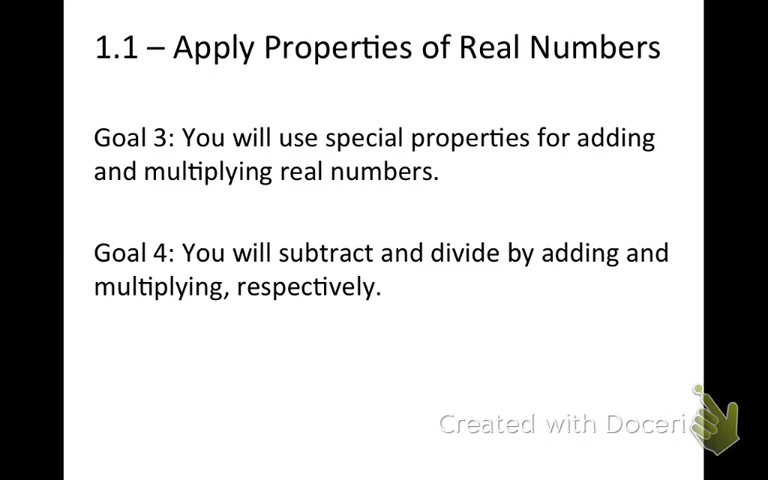 1.1 – Apply Properties of Real Numbers
Goal 3: You will use special properties for adding
and multiplying real numbers.
Goal 4: You will subtract and divide by adding and
multiplying, respectively.
Created with Doceri